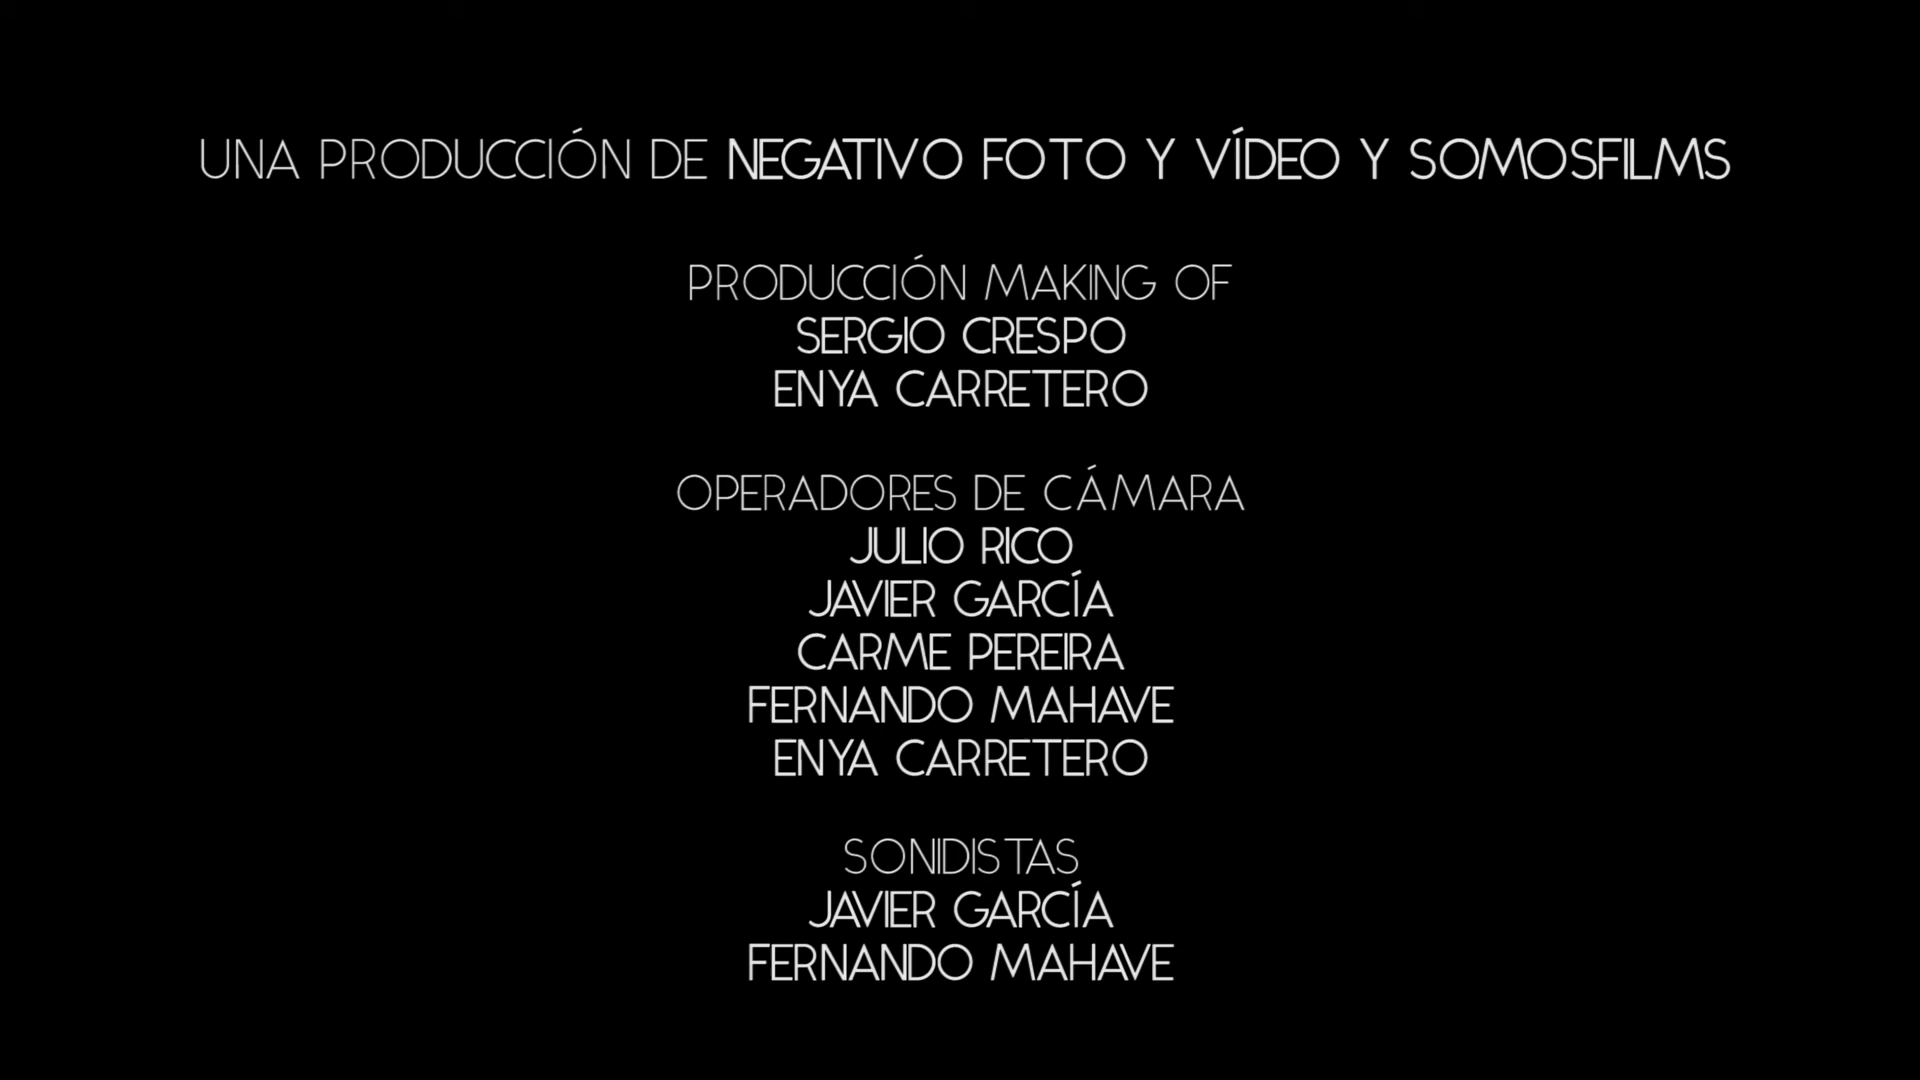 UNA PRODUCCIÓN DE NEGATIVO FOTO Y VÍDEO Y SOMOSFILMS
PRODUCCIÓN MAKING OF
SERGIO CRESPO
ENYA CARRETERO
OPERADORES DE CÁMARA
JULIO RICO
JAVIER GARCÍA
CARME PEREIRA
FERNANDO MAHAVE
ENYA CARRETERO
SONIDISTAS
JAVIER GARCÍA
FERNANDO MAHAVE